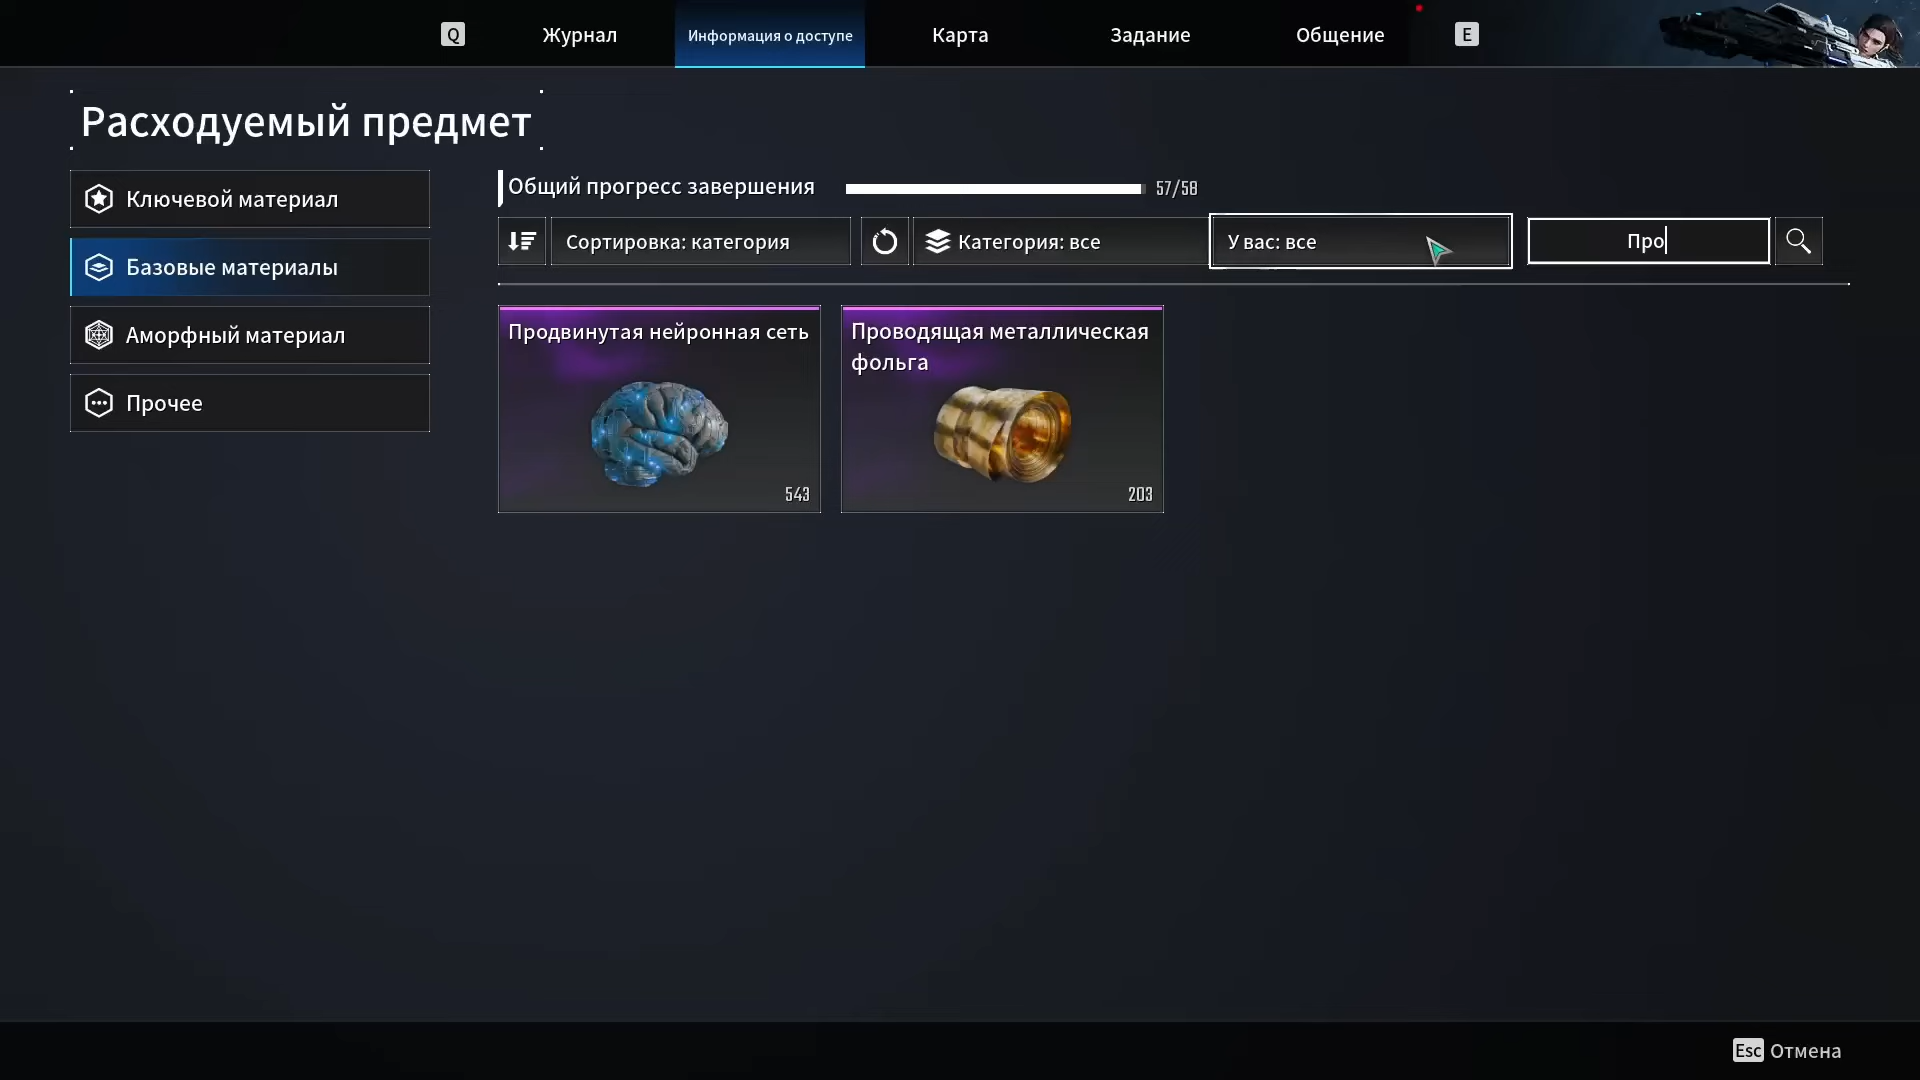 Q
Журнал
Информация о доступе
Карта
Задание
Общение
E
Расходуемый предмет
Ключевой материал
Базовые материалы
Аморфный материал
Прочее
Общий прогресс завершения
57/58
Сортировка: категория
Категория: все
У вас: все
Про
Продвинутая нейронная сеть
543
Проводящая металлическая
фольга
203
Esc Отмена